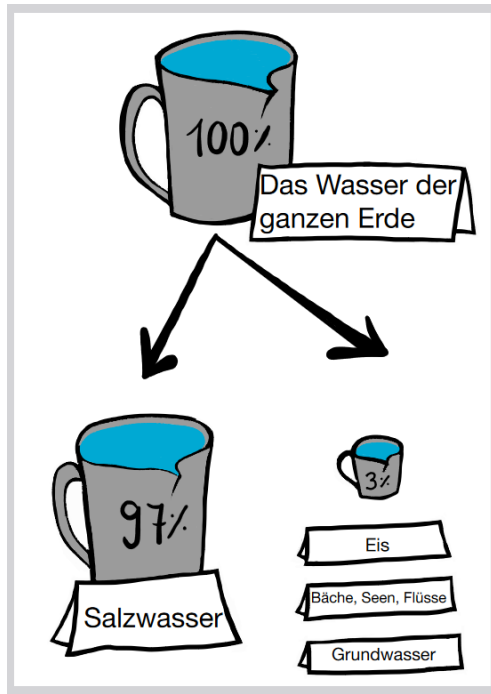 100%
Das Wasser der
ganzen Erde
97%
Salzwasser
3%
Eis
Bäche, Seen, Flüsse
Grundwasser